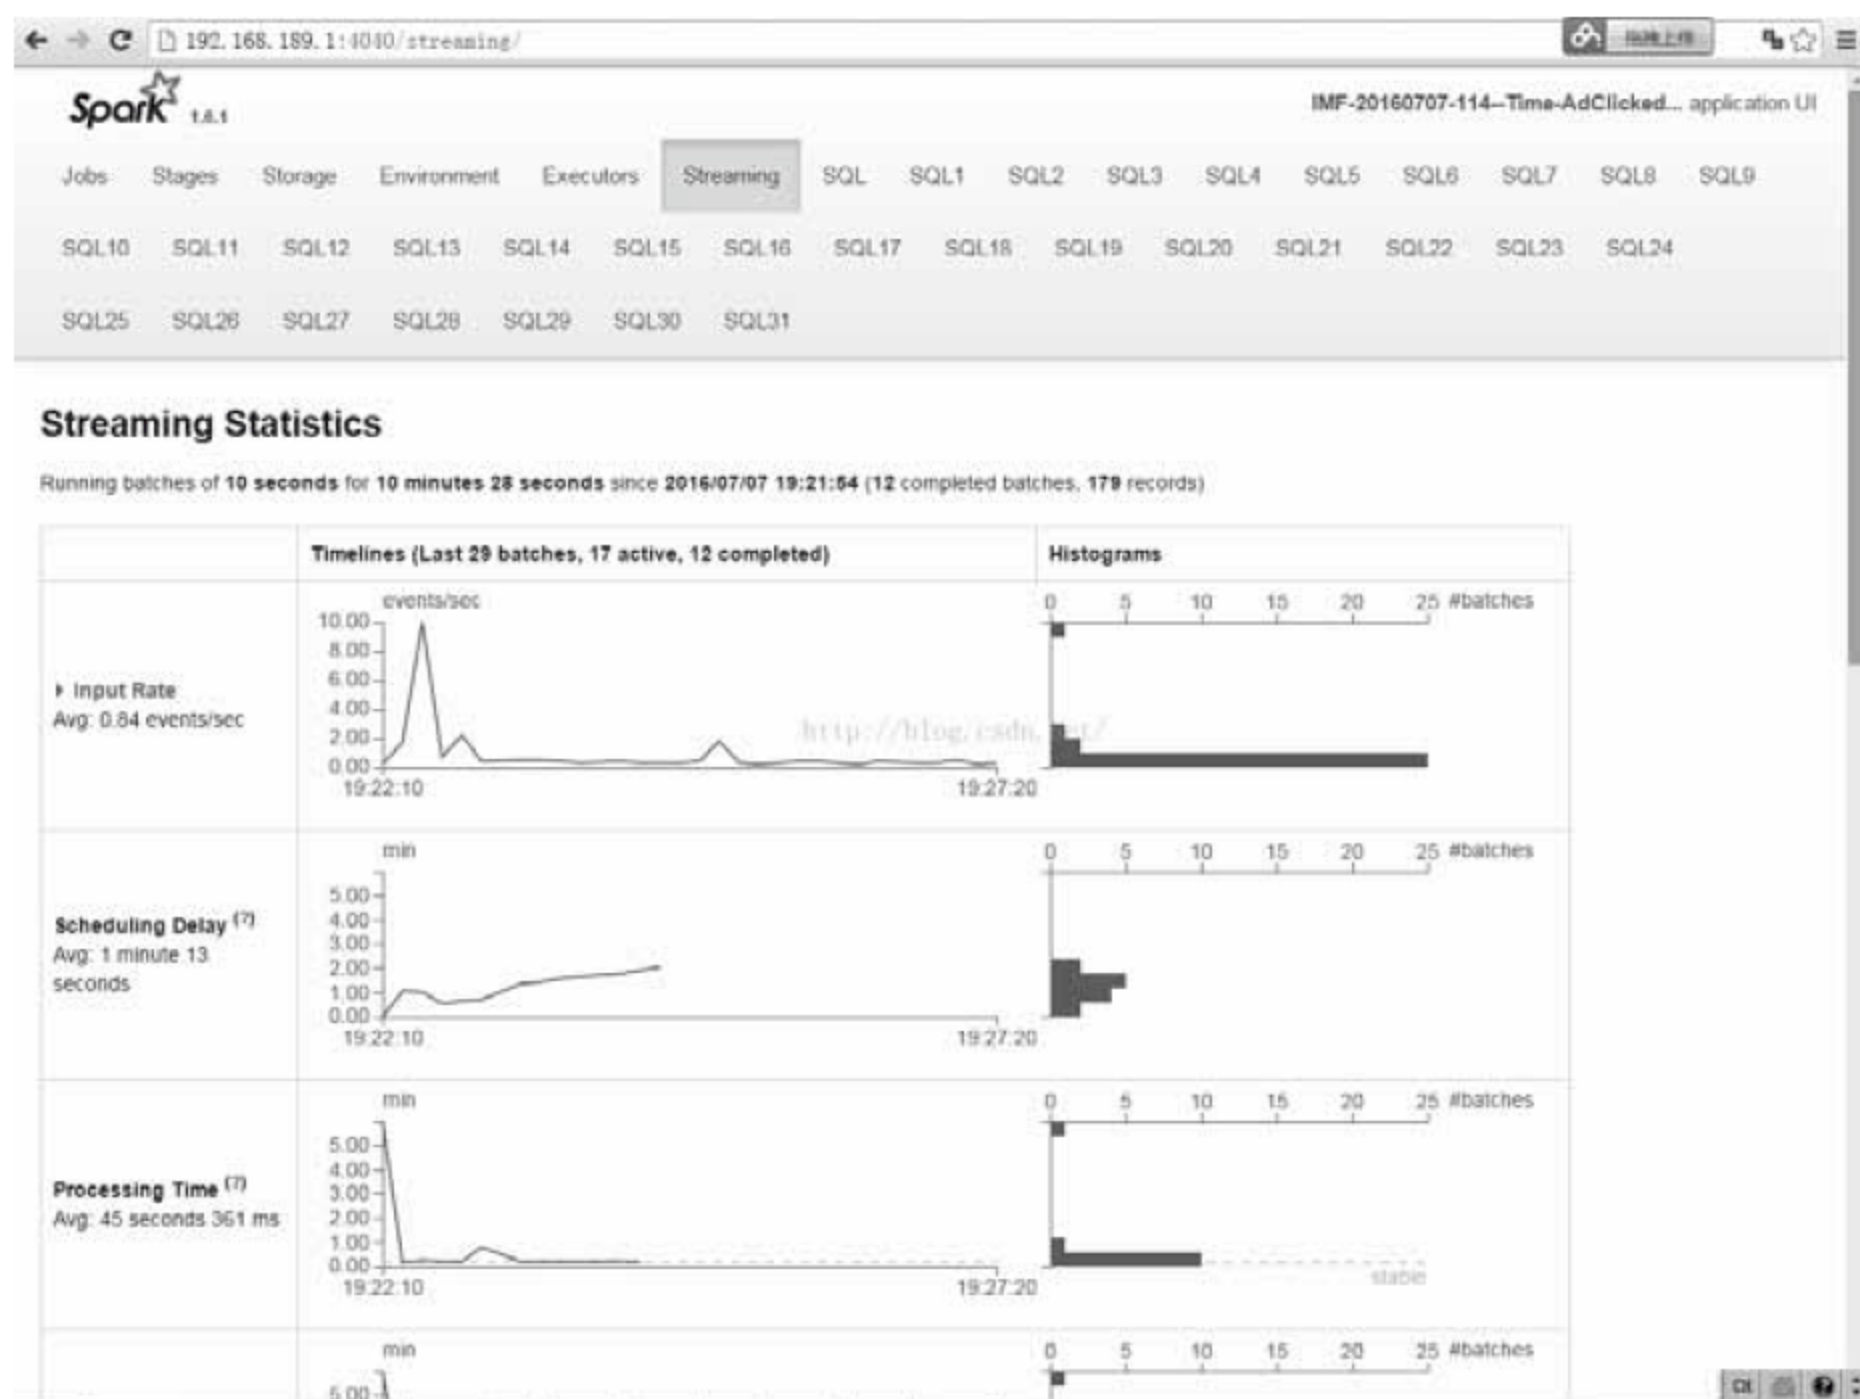 192.168.189.1:4040/streaming/
Spark 1.6.1
IMF-20160707-114--Time-AdClicked... application UI
Jobs Stages Storage Environment Executors Streaming SQL SQL1 SQL2 SQL3 SQL4 SQL5 SQL6 SQL7 SQL8 SQL9
SQL10 SQL11 SQL12 SQL13 SQL14 SQL15 SQL16 SQL17 SQL18 SQL19 SQL20 SQL21 SQL22 SQL23 SQL24
SQL25 SQL26 SQL27 SQL28 SQL29 SQL30 SQL31
Streaming Statistics
Running batches of 10 seconds for 10 minutes 28 seconds since 2016/07/07 19:21:54 (12 completed batches, 179 records)
Timelines (Last 29 batches, 17 active, 12 completed)
Histograms
Input Rate
Avg: 0.84 events/sec
events/sec
10.00
8.00
6.00
4.00
2.00
0.00
19:22:10 19:27:20
0 5 10 15 20 25 #batches
http://blog.csdn.net/
Scheduling Delay (?)
Avg: 1 minute 13
seconds
min
5.00
4.00
3.00
2.00
1.00
0.00
19:22:10 19:27:20
0 5 10 15 20 25 #batches
Processing Time (?)
Avg: 45 seconds 361 ms
min
5.00
4.00
3.00
2.00
1.00
0.00
19:22:10 19:27:20
0 5 10 15 20 25 #batches
stable
min
5.00
0 5 10 15 20 25 #batches